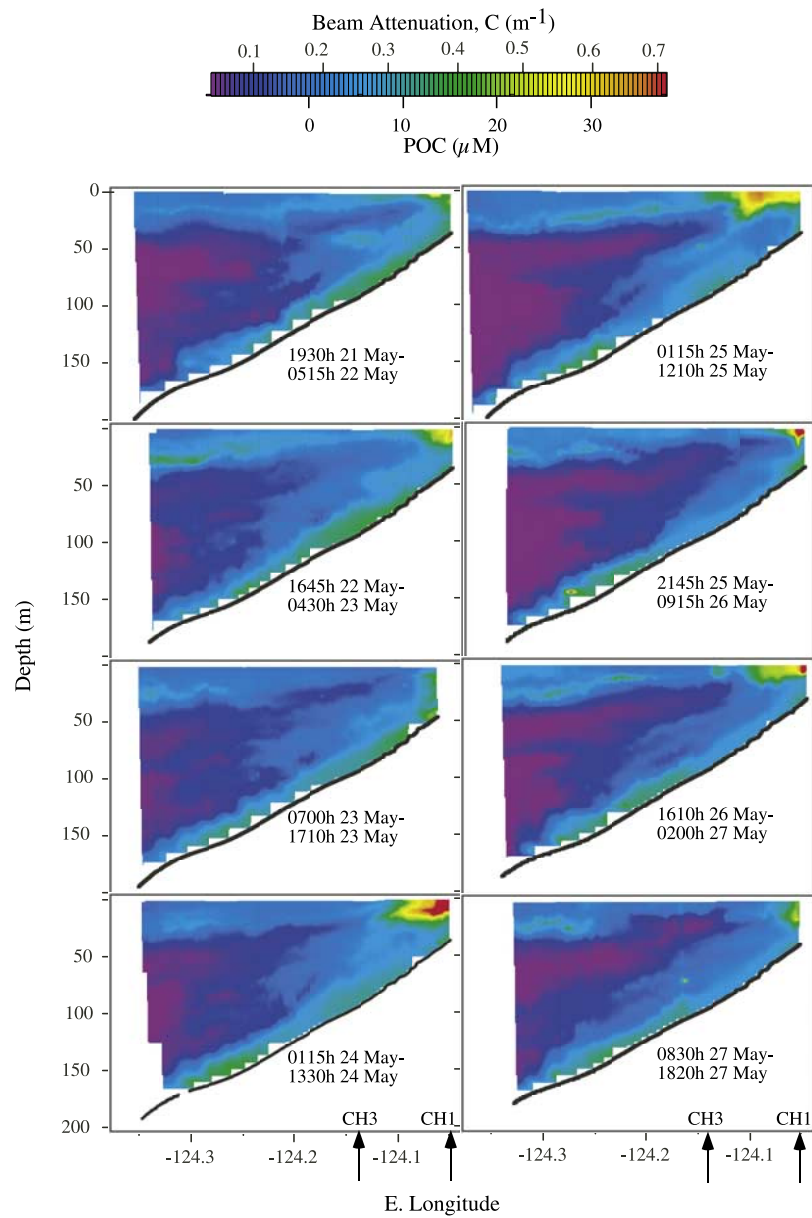 Beam Attenuation, C (m-1)
0.1 0.2 0.3 0.4 0.5 0.6 0.7
0 10 20 30
POC (μM)
0
50
100
150
1930h 21 May-
0515h 22 May
0115h 25 May-
1210h 25 May
50
100
150
1645h 22 May-
0430h 23 May
2145h 25 May-
0915h 26 May
Depth (m)
50
100
150
0700h 23 May-
1710h 23 May
1610h 26 May-
0200h 27 May
50
100
150
200
0115h 24 May-
1330h 24 May
0830h 27 May-
1820h 27 May
CH3 CH1 CH3 CH1
-124.3 -124.2 -124.1 -124.3 -124.2 -124.1
E. Longitude